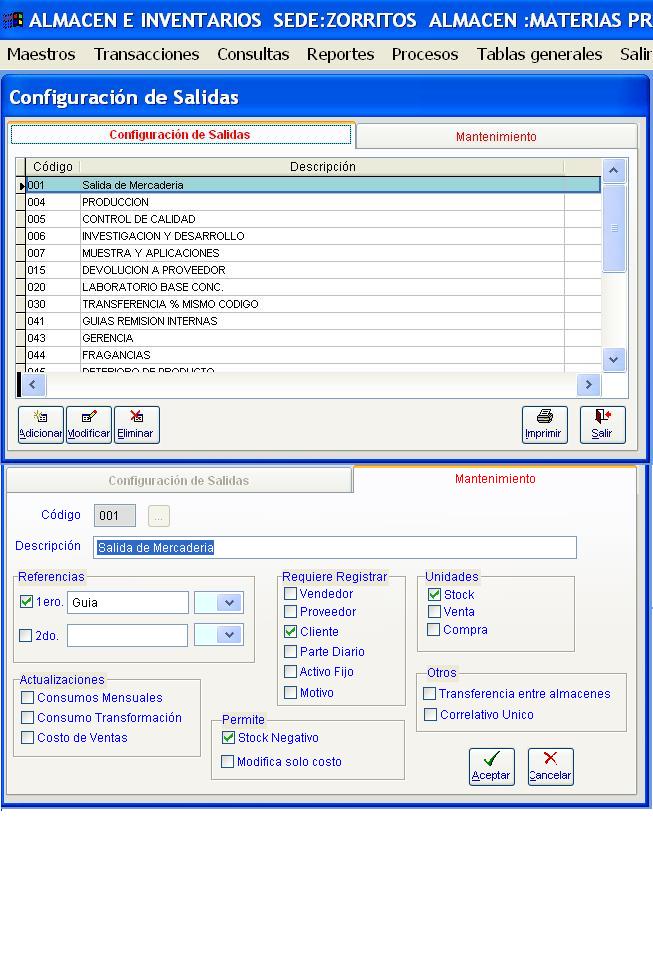 ALMACEN E INVENTARIOS SEDE:ZORRITOS ALMACEN :MATERIAS PR
Maestros Transacciones Consultas Reportes Procesos Tablas generales Salir
Configuración de Salidas
Configuración de Salidas Mantenimiento
Código Descripción
001 Salida de Mercaderia
004 PRODUCCION
005 CONTROL DE CALIDAD
006 INVESTIGACION Y DESARROLLO
007 MUESTRA Y APLICACIONES
015 DEVOLUCION A PROVEEDOR
020 LABORATORIO BASE CONC.
030 TRANSFERENCIA % MISMO CODIGO
041 GUIAS REMISION INTERNAS
043 GERENCIA
044 FRAGANCIAS
DETERIORO DE PRODUCTO
Adicionar Modificar Eliminar Imprimir Salir
Configuración de Salidas Mantenimiento
Código 001 ...
Descripción Salida de Mercaderia
Referencias
1ero. Guia
2do.
Requiere Registrar
Vendedor
Proveedor
Cliente
Parte Diario
Activo Fijo
Motivo
Unidades
Stock
Venta
Compra
Actualizaciones
Consumos Mensuales
Consumo Transformación
Costo de Ventas
Permite
Stock Negativo
Modifica solo costo
Otros
Transferencia entre almacenes
Correlativo Unico
Aceptar Cancelar